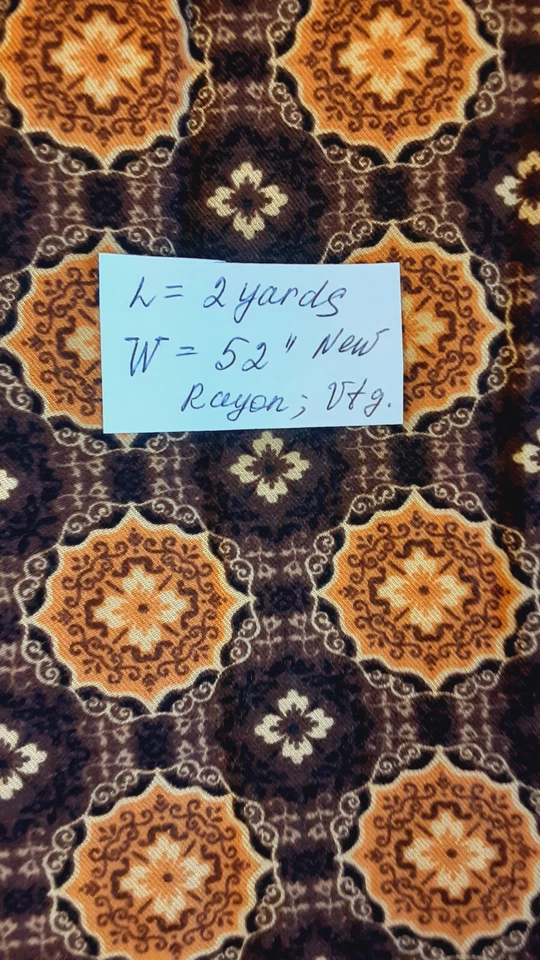 L = 2 yards
W = 52" New
Rayon; Vtg.